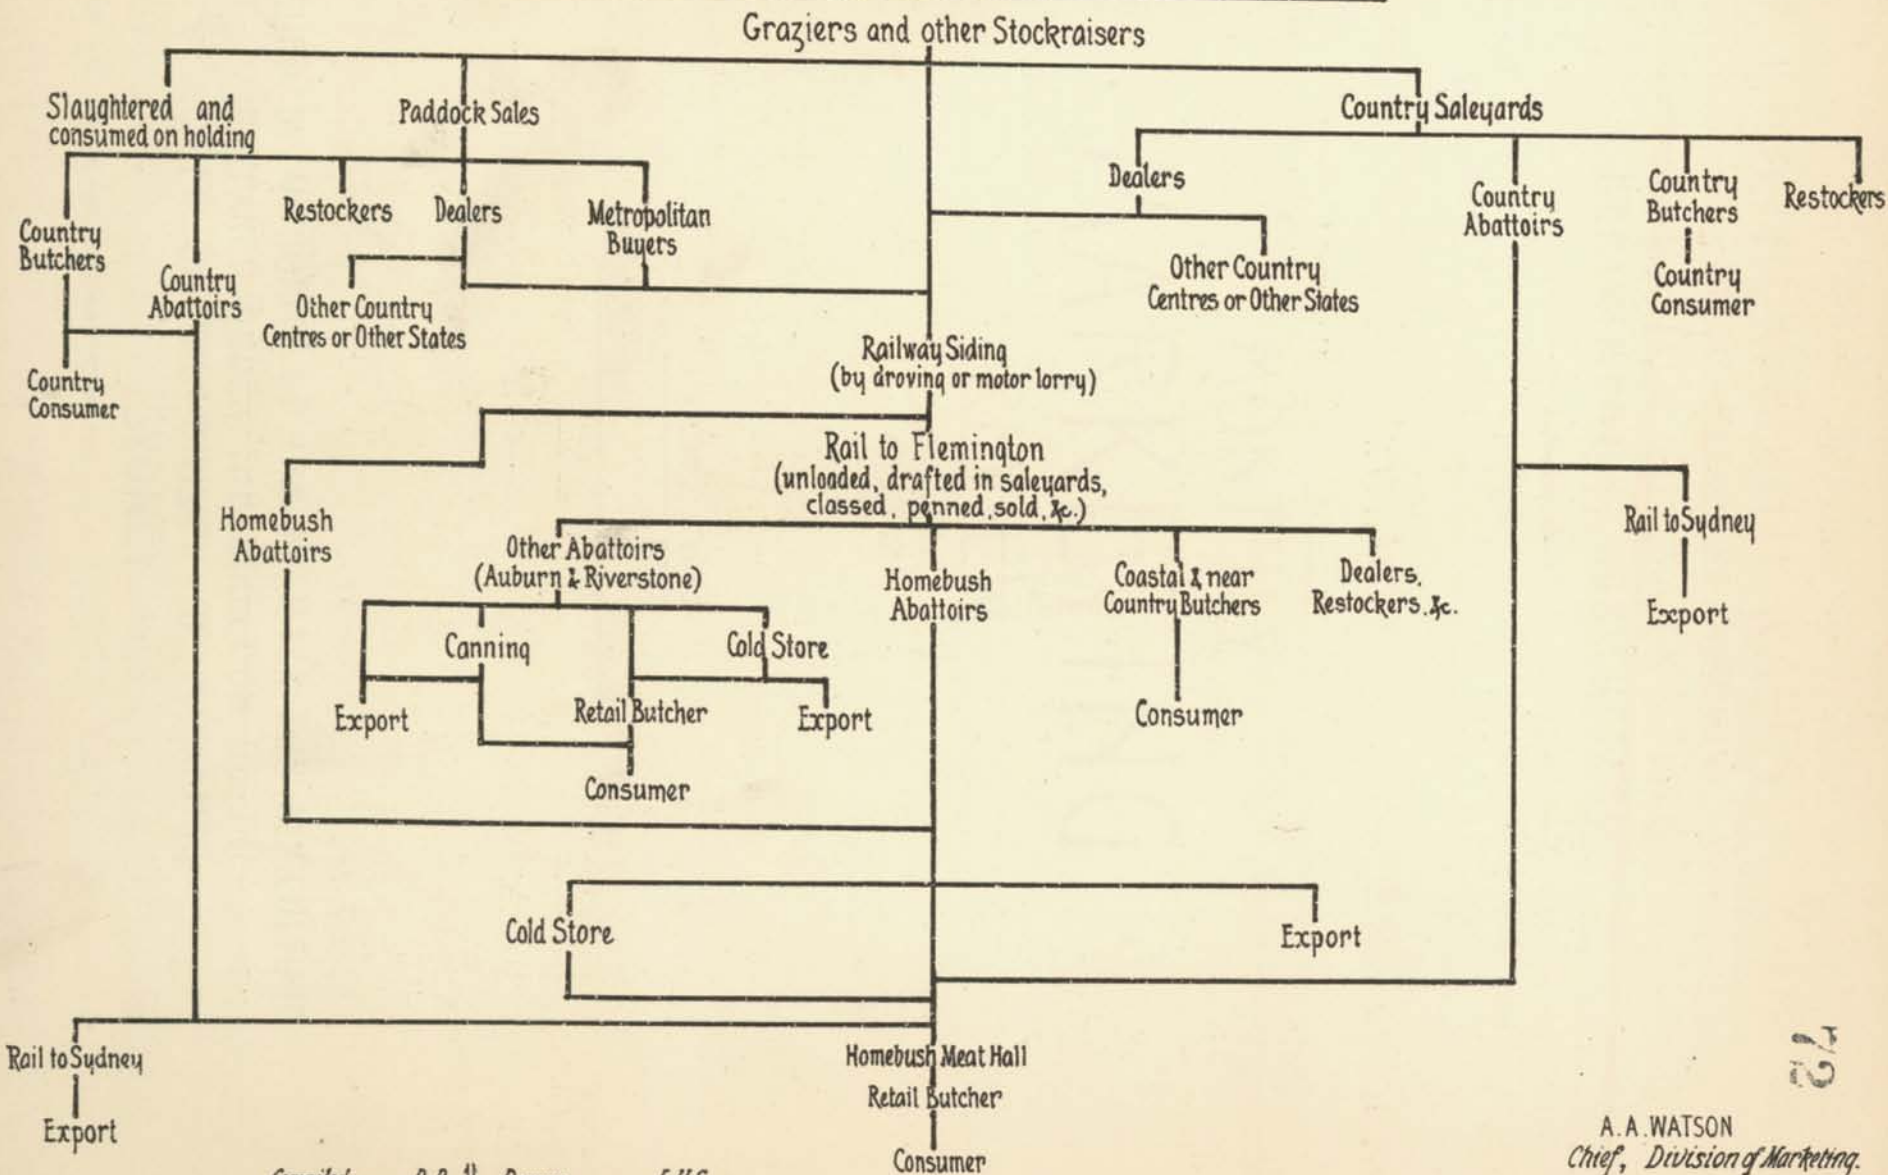 Graziers and other Stockraisers
Slaughtered and
consumed on holding
Paddock Sales
Country Saleyards
Country
Butchers
Country
Abattoirs
Restockers
Dealers
Metropolitan
Buyers
Dealers
Country
Abattoirs
Country
Butchers
Restockers
Other Country
Centres or Other States
Other Country
Centres or Other States
Country
Consumer
Country
Consumer
Railway Siding
(by droving or motor lorry)
Rail to Flemington
(unloaded, drafted in saleyards,
classed, penned, sold, &c.)
Homebush
Abattoirs
Other Abattoirs
(Auburn & Riverstone)
Homebush
Abattoirs
Coastal & near
Country Butchers
Dealers,
Restockers, &c.
Rail to Sydney
Export
Canning
Cold Store
Export
Retail Butcher
Export
Consumer
Consumer
Cold Store
Export
Rail to Sydney
Export
Homebush Meat Hall
Retail Butcher
Consumer
72
A.A.WATSON
Chief, Division of Marketing.